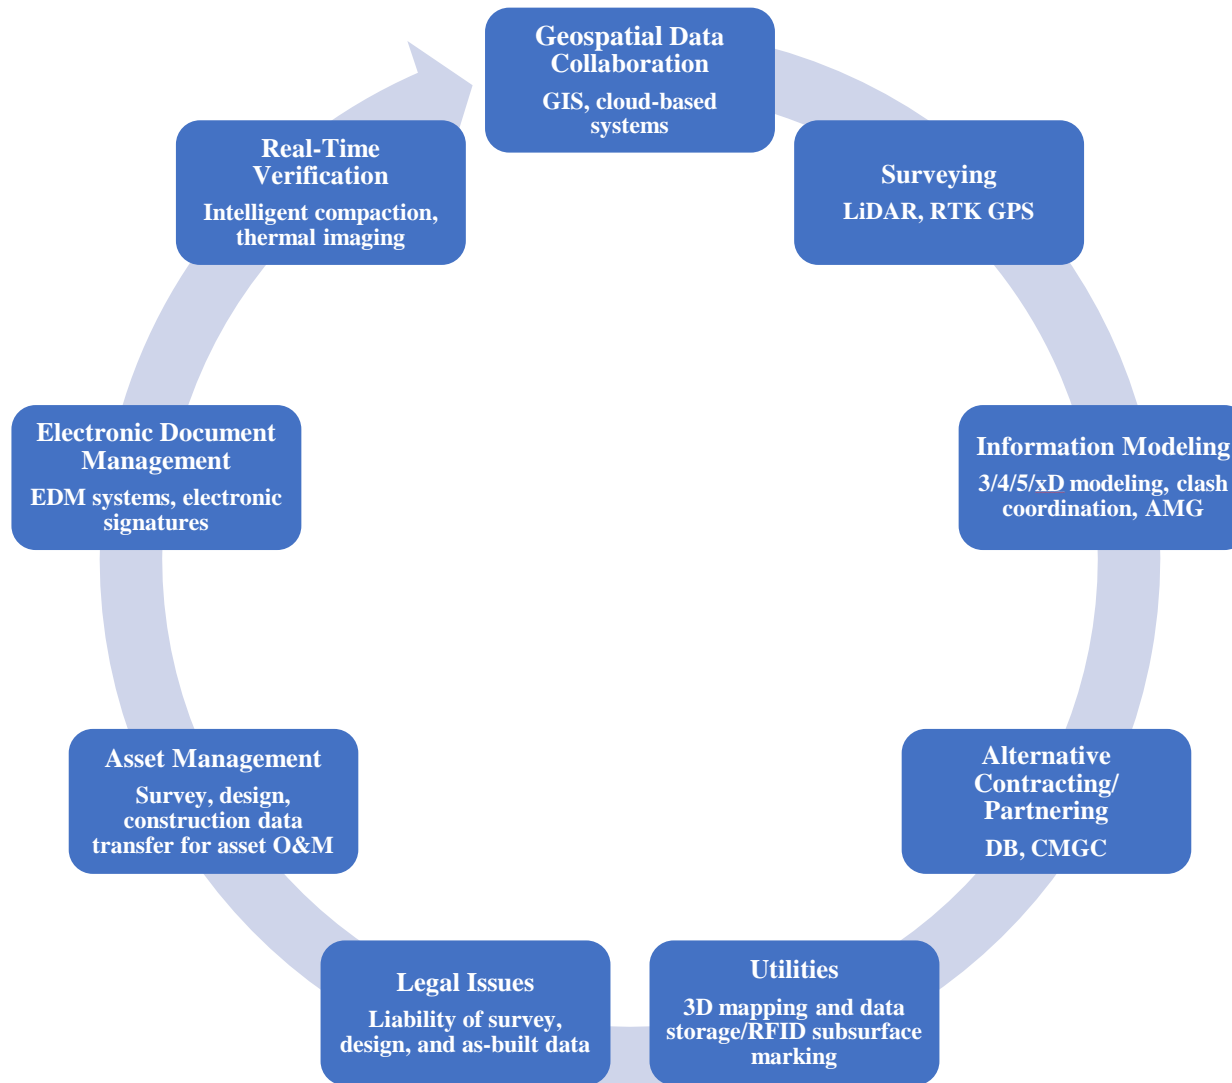 Geospatial Data
Collaboration
GIS, cloud-based
systems
Surveying
LiDAR, RTK GPS
Information Modeling
3/4/5/xD modeling, clash
coordination, AMG
Alternative
Contracting/
Partnering
DB, CMGC
Utilities
3D mapping and data
storage/RFID subsurface
marking
Legal Issues
Liability of survey,
design, and as-built data
Asset Management
Survey, design,
construction data
transfer for asset O&M
Electronic Document
Management
EDM systems, electronic
signatures
Real-Time
Verification
Intelligent compaction,
thermal imaging